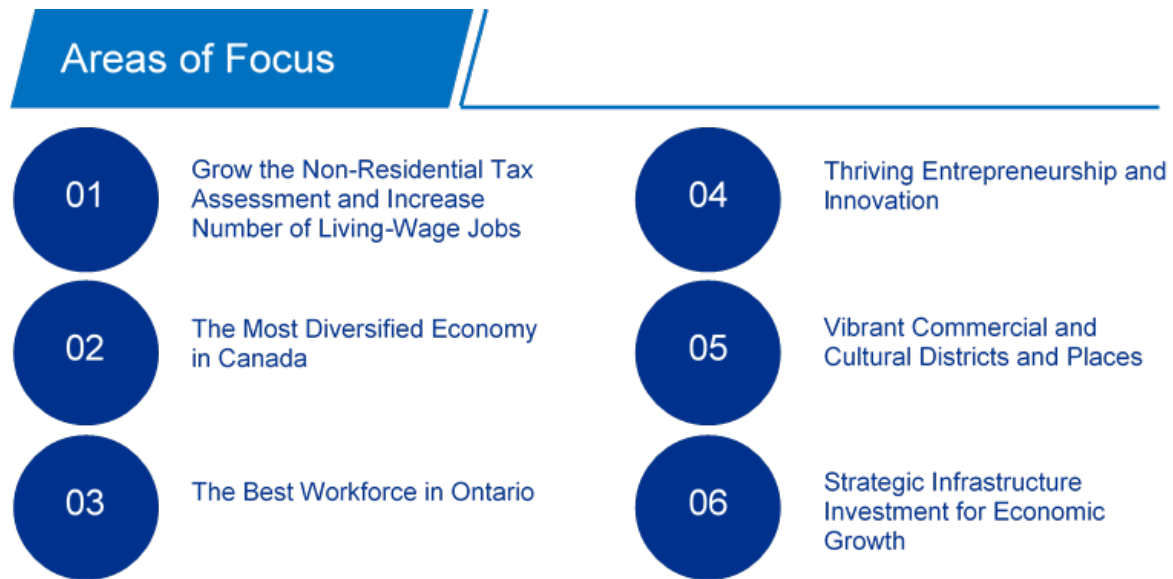 Areas of Focus
01
Grow the Non-Residential Tax
Assessment and Increase
Number of Living-Wage Jobs
02
The Most Diversified Economy
in Canada
03
The Best Workforce in Ontario
04
Thriving Entrepreneurship and
Innovation
05
Vibrant Commercial and
Cultural Districts and Places
06
Strategic Infrastructure
Investment for Economic
Growth